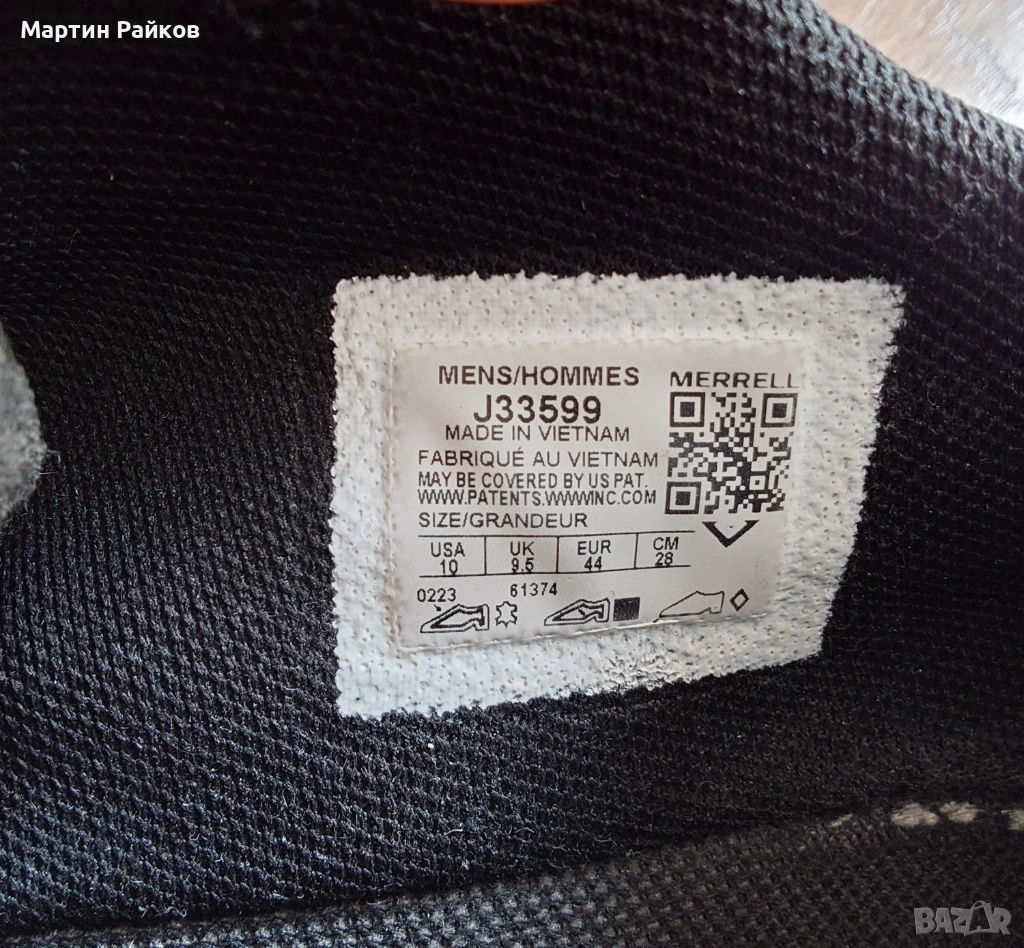 Мартин Райков
MENS/HOMMES
J33599
MADE IN VIETNAM
FABRIQUÉ AU VIETNAM
MAY BE COVERED BY US PAT.
WWW.PATENTS.WWWINC.COM
SIZE/GRANDEUR
MERRELL
USA UK EUR CM
10 9.5 44 28
0223 61374
BAZAR